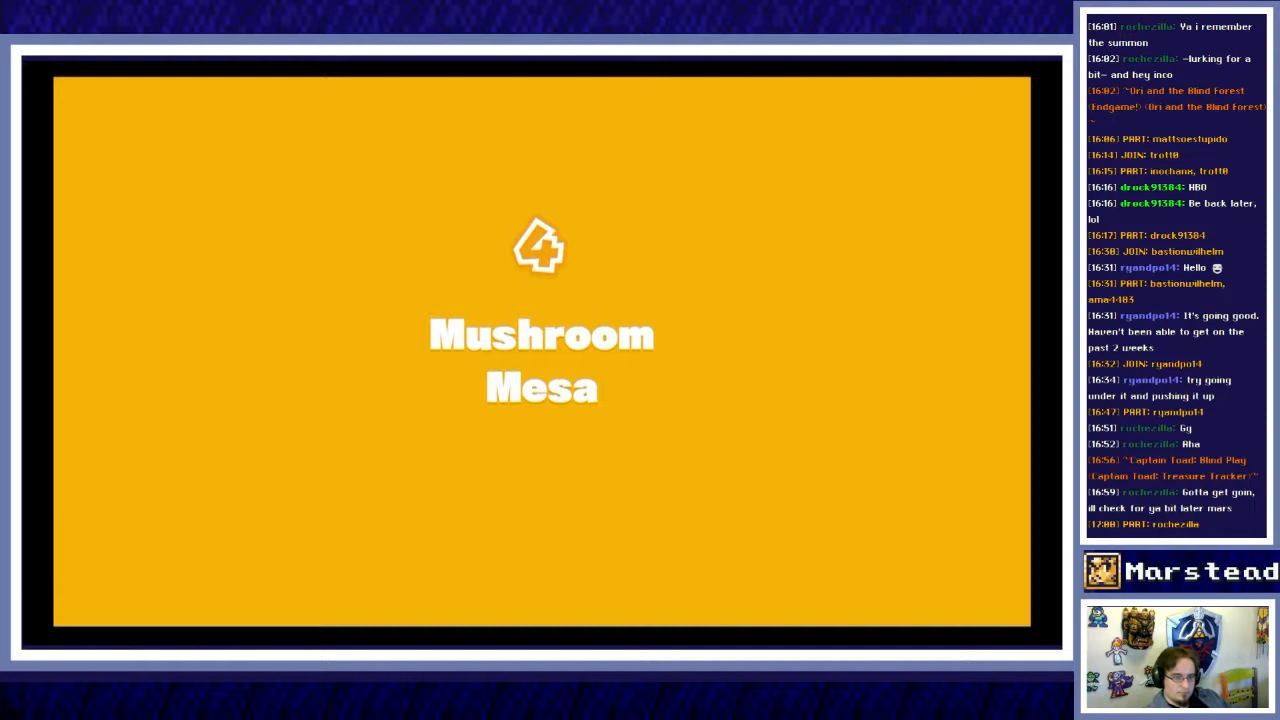 4
Mushroom
Mesa
[16:01] rochezilla: Ya i remember
the summon
[16:02] rochezilla: -lurking for a
bit- and hey inco
[16:02] ~Ori and the Blind Forest
(Endgame!) (Ori and the Blind Forest)
~
[16:06] PART: mattsoestupido
[16:14] JOIN: trott0
[16:15] PART: inochanx, trott0
[16:16] drock91384: HBO
[16:16] drock91384: Be back later,
lol
[16:17] PART: drock91384
[16:30] JOIN: bastionwilhelm
[16:31] ryandpo14: Hello
[16:31] PART: bastionwilhelm,
ama4483
[16:31] ryandpo14: It's going good.
Haven't been able to get on the
past 2 weeks
[16:32] JOIN: ryandpo14
[16:34] ryandpo14: try going
under it and pushing it up
[16:47] PART: ryandpo14
[16:51] rochezilla: Gg
[16:52] rochezilla: Aha
[16:56] ~Captain Toad: Blind Play
(Captain Toad: Treasure Tracker)~
[16:59] rochezilla: Gotta get goin,
ill check for ya bit later mars
[17:00] PART: rochezilla
Marstead